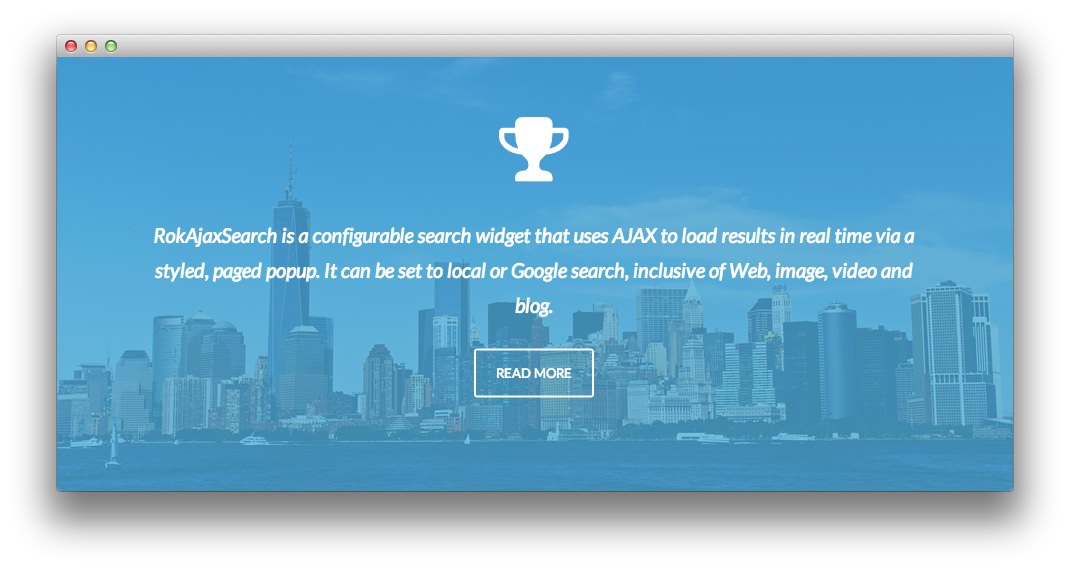 RokAjaxSearch is a configurable search widget that uses AJAX to load results in real time via a
styled, paged popup. It can be set to local or Google search, inclusive of Web, image, video and
blog.
READ MORE